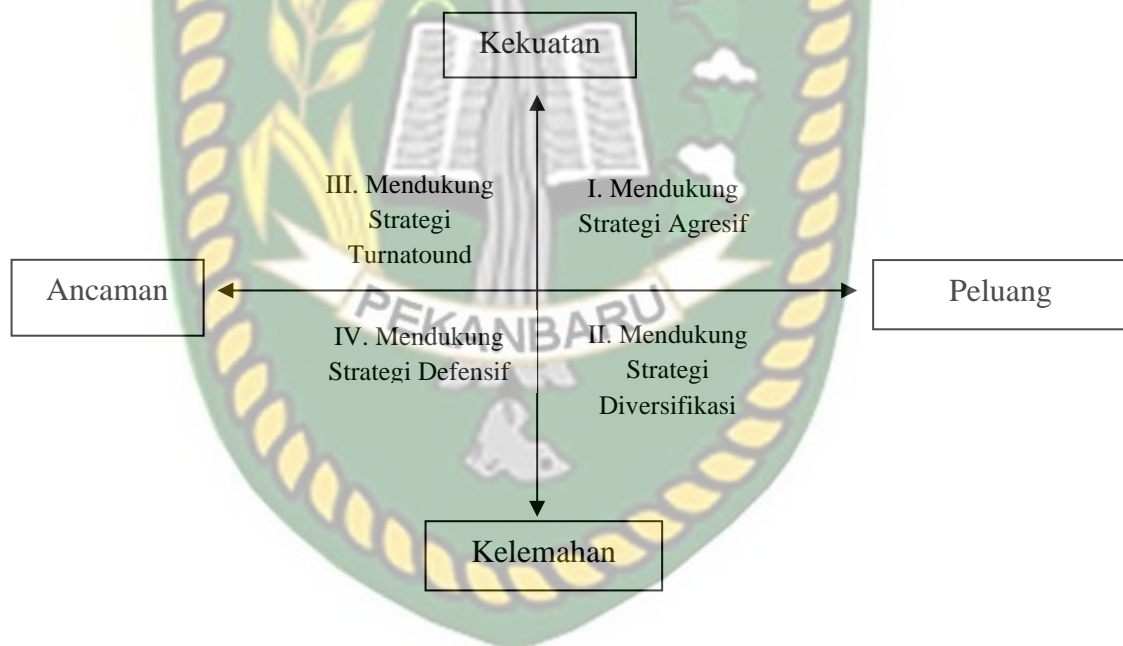 Kekuatan
III. Mendukung
Strategi
Turnatound
I. Mendukung
Strategi Agresif
Ancaman
Peluang
PEKANBARU
IV. Mendukung
Strategi Defensif
II. Mendukung
Strategi
Diversifikasi
Kelemahan